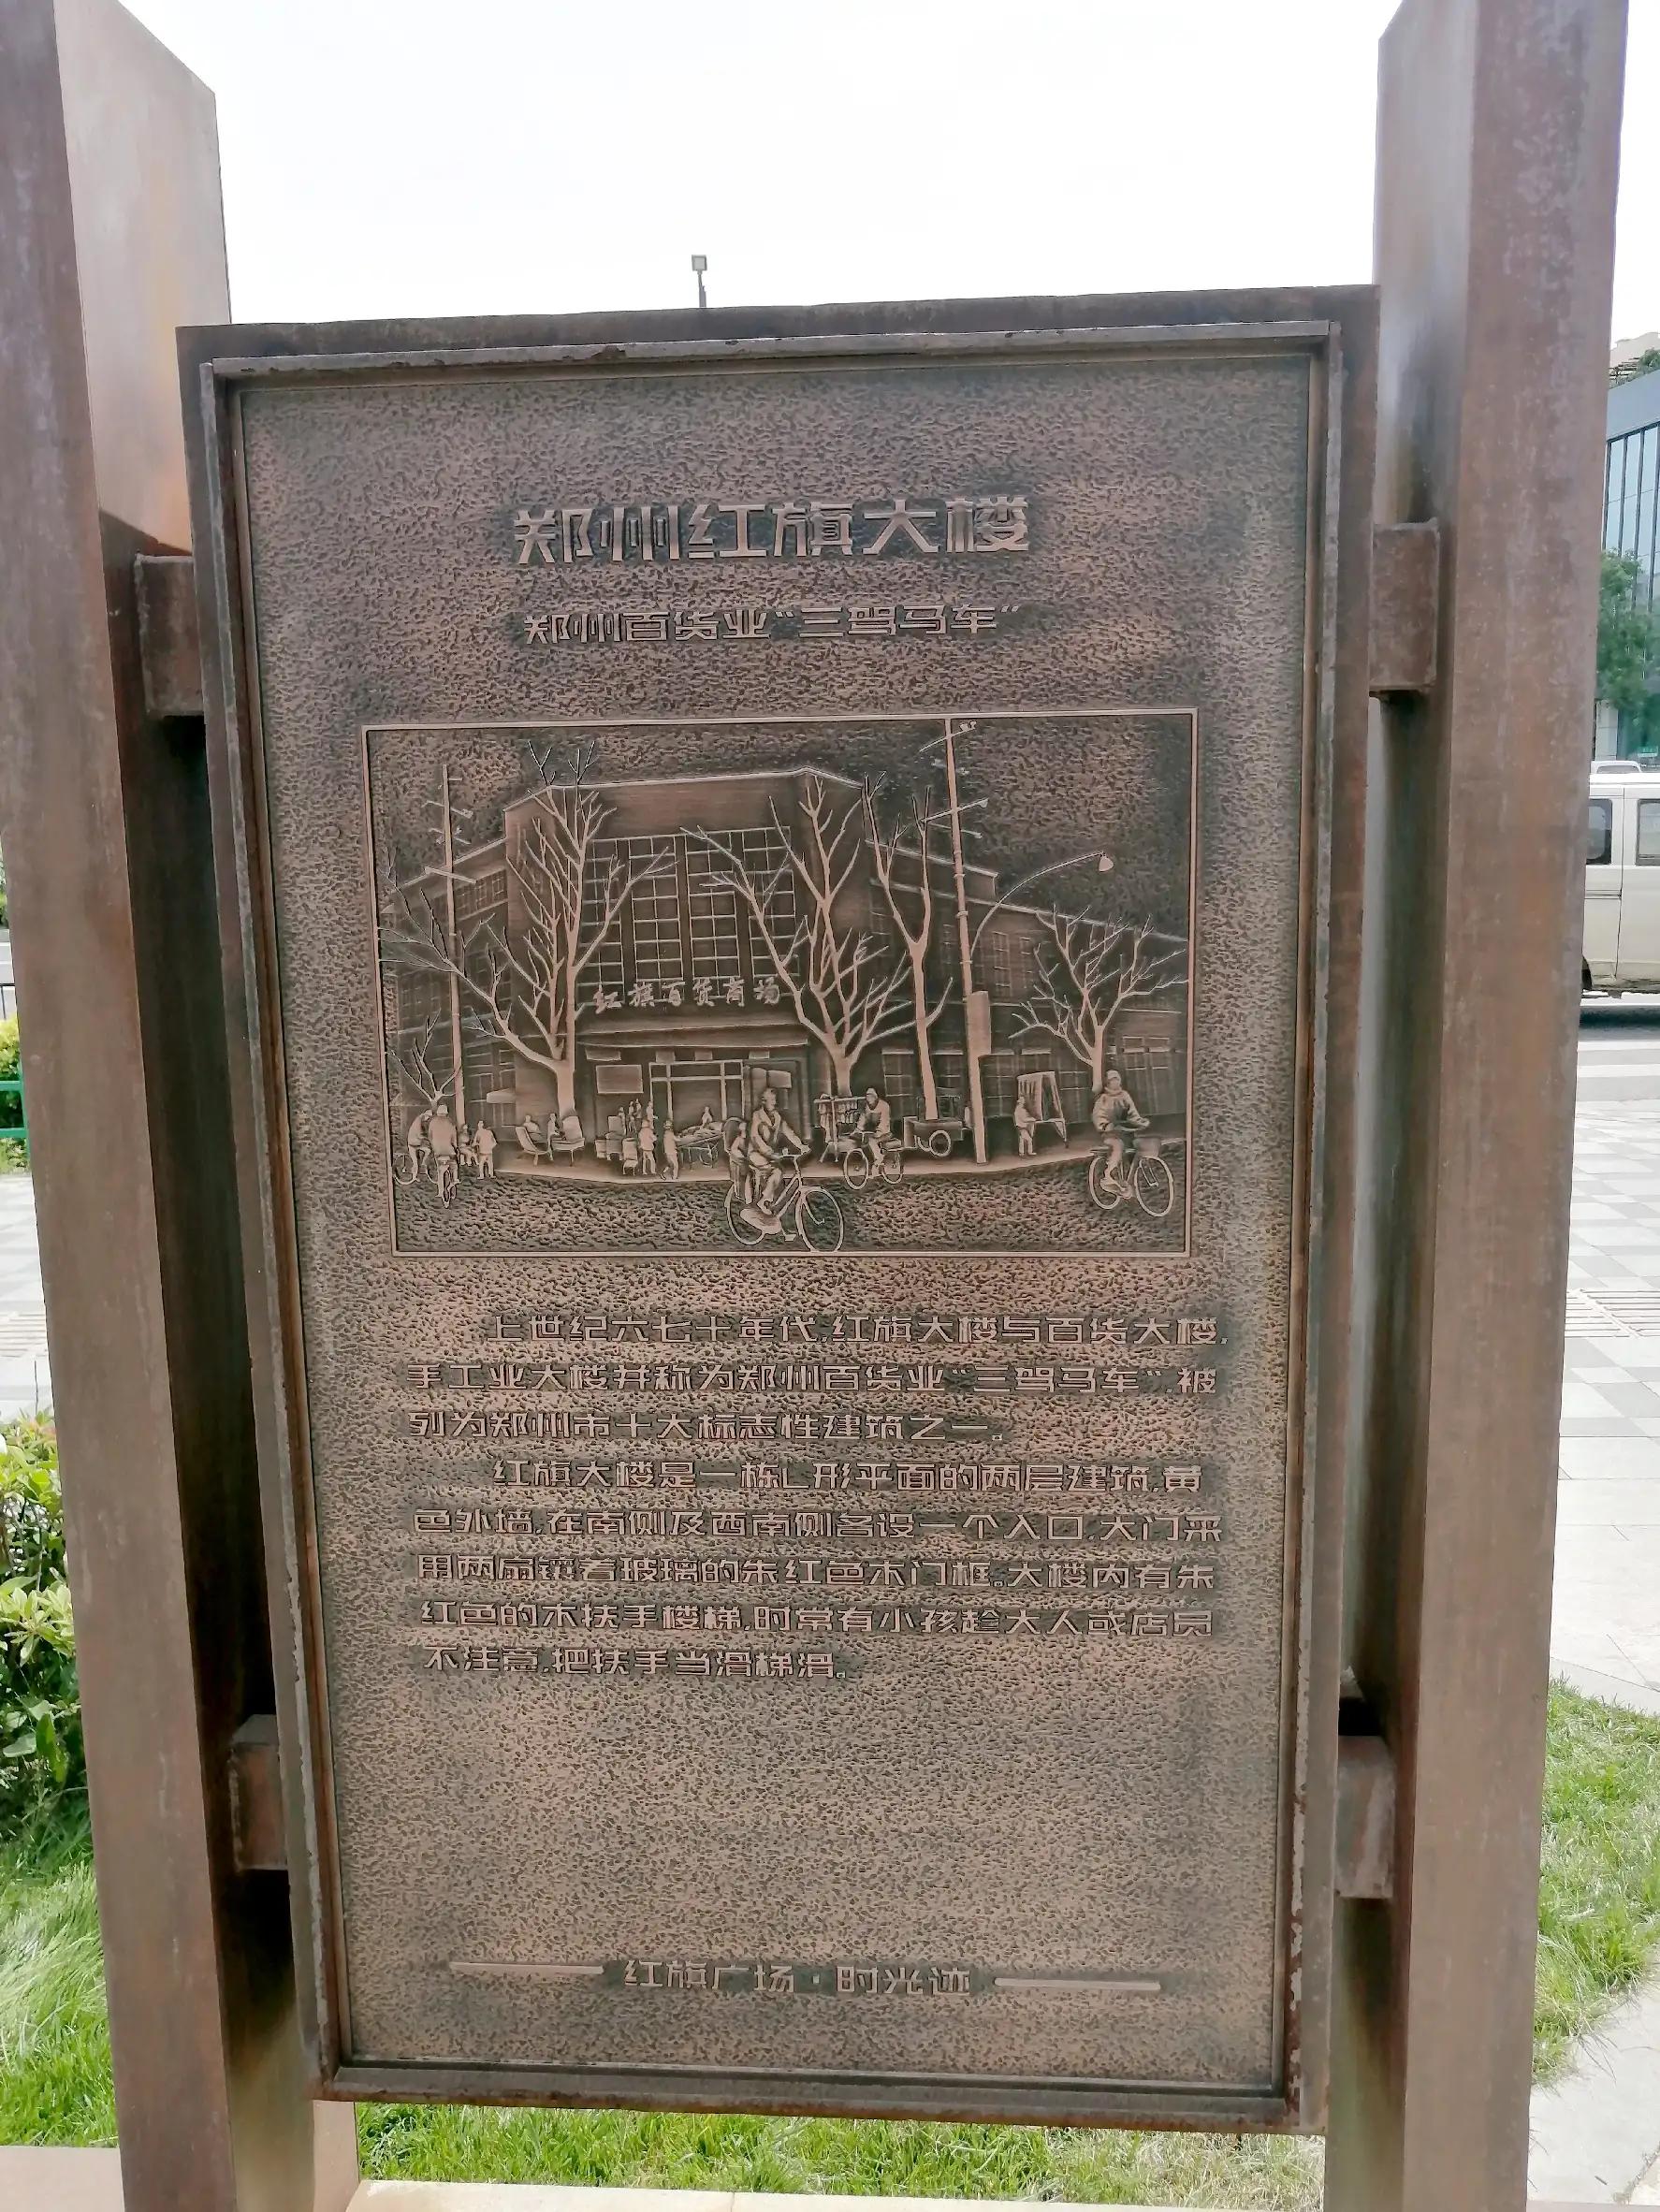 郑州红旗大楼
郑州百货业“三驾马车”
红旗百货商场
上世纪六七十年代,红旗大楼与百货大楼,
手工业大楼并称为郑州百货业“三驾马车”,被
列为郑州市十大标志性建筑之一。
红旗大楼是一栋L形平面的两层建筑,黄
色外墙,在南侧及西南侧各设一个入口,大门采
用两扇镶着玻璃的朱红色木门框。大楼内有朱
红色的木扶手楼梯,时常有小孩趁大人或店员
不注意,把扶手当滑梯滑。
红旗广场·时光迹